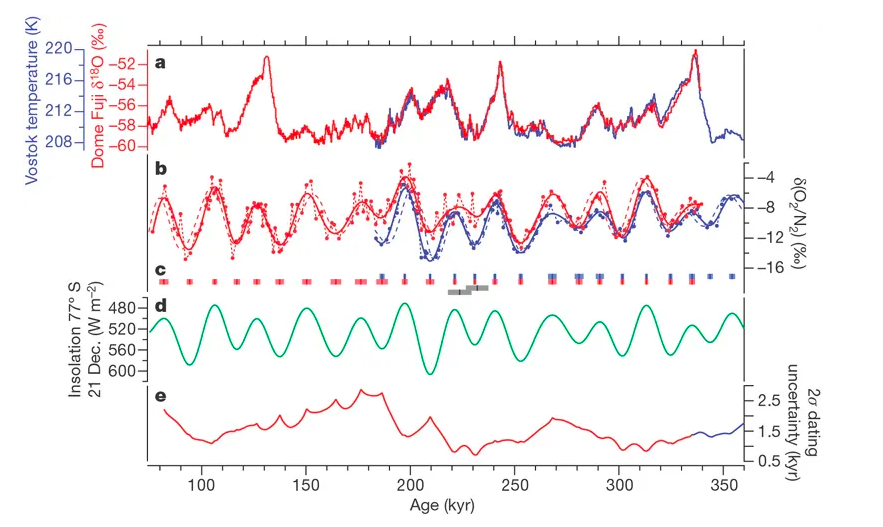 Vostok temperature (K)
220
216
212
208
Dome Fuji δ18O (‰)
–52
–54
–56
–58
–60
a
b
δ(O2/N2) (‰)
–4
–8
–12
–16
c
d
Insolation 77° S
21 Dec. (W m–2)
480
520
560
600
e
2σ dating
uncertainty (kyr)
2.5
1.5
0.5
100 150 200 250 300 350
Age (kyr)